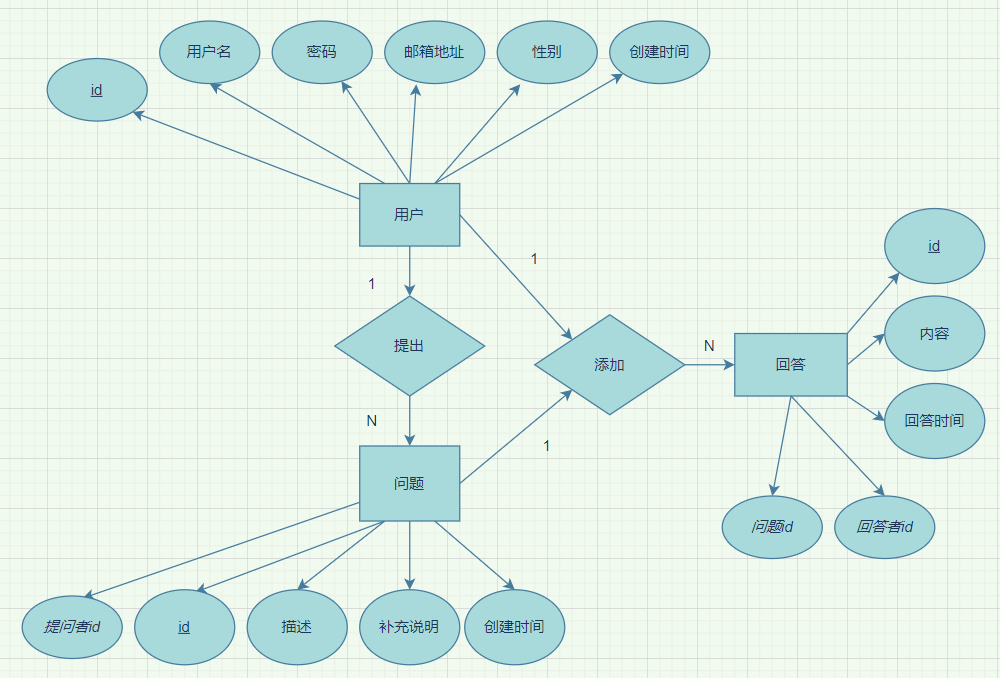 用户名
密码
邮箱地址
性别
创建时间
id
用户
id
1
1
内容
提出
添加
N
回答
回答时间
N
1
问题
问题id
回答者id
提问者id
id
描述
补充说明
创建时间